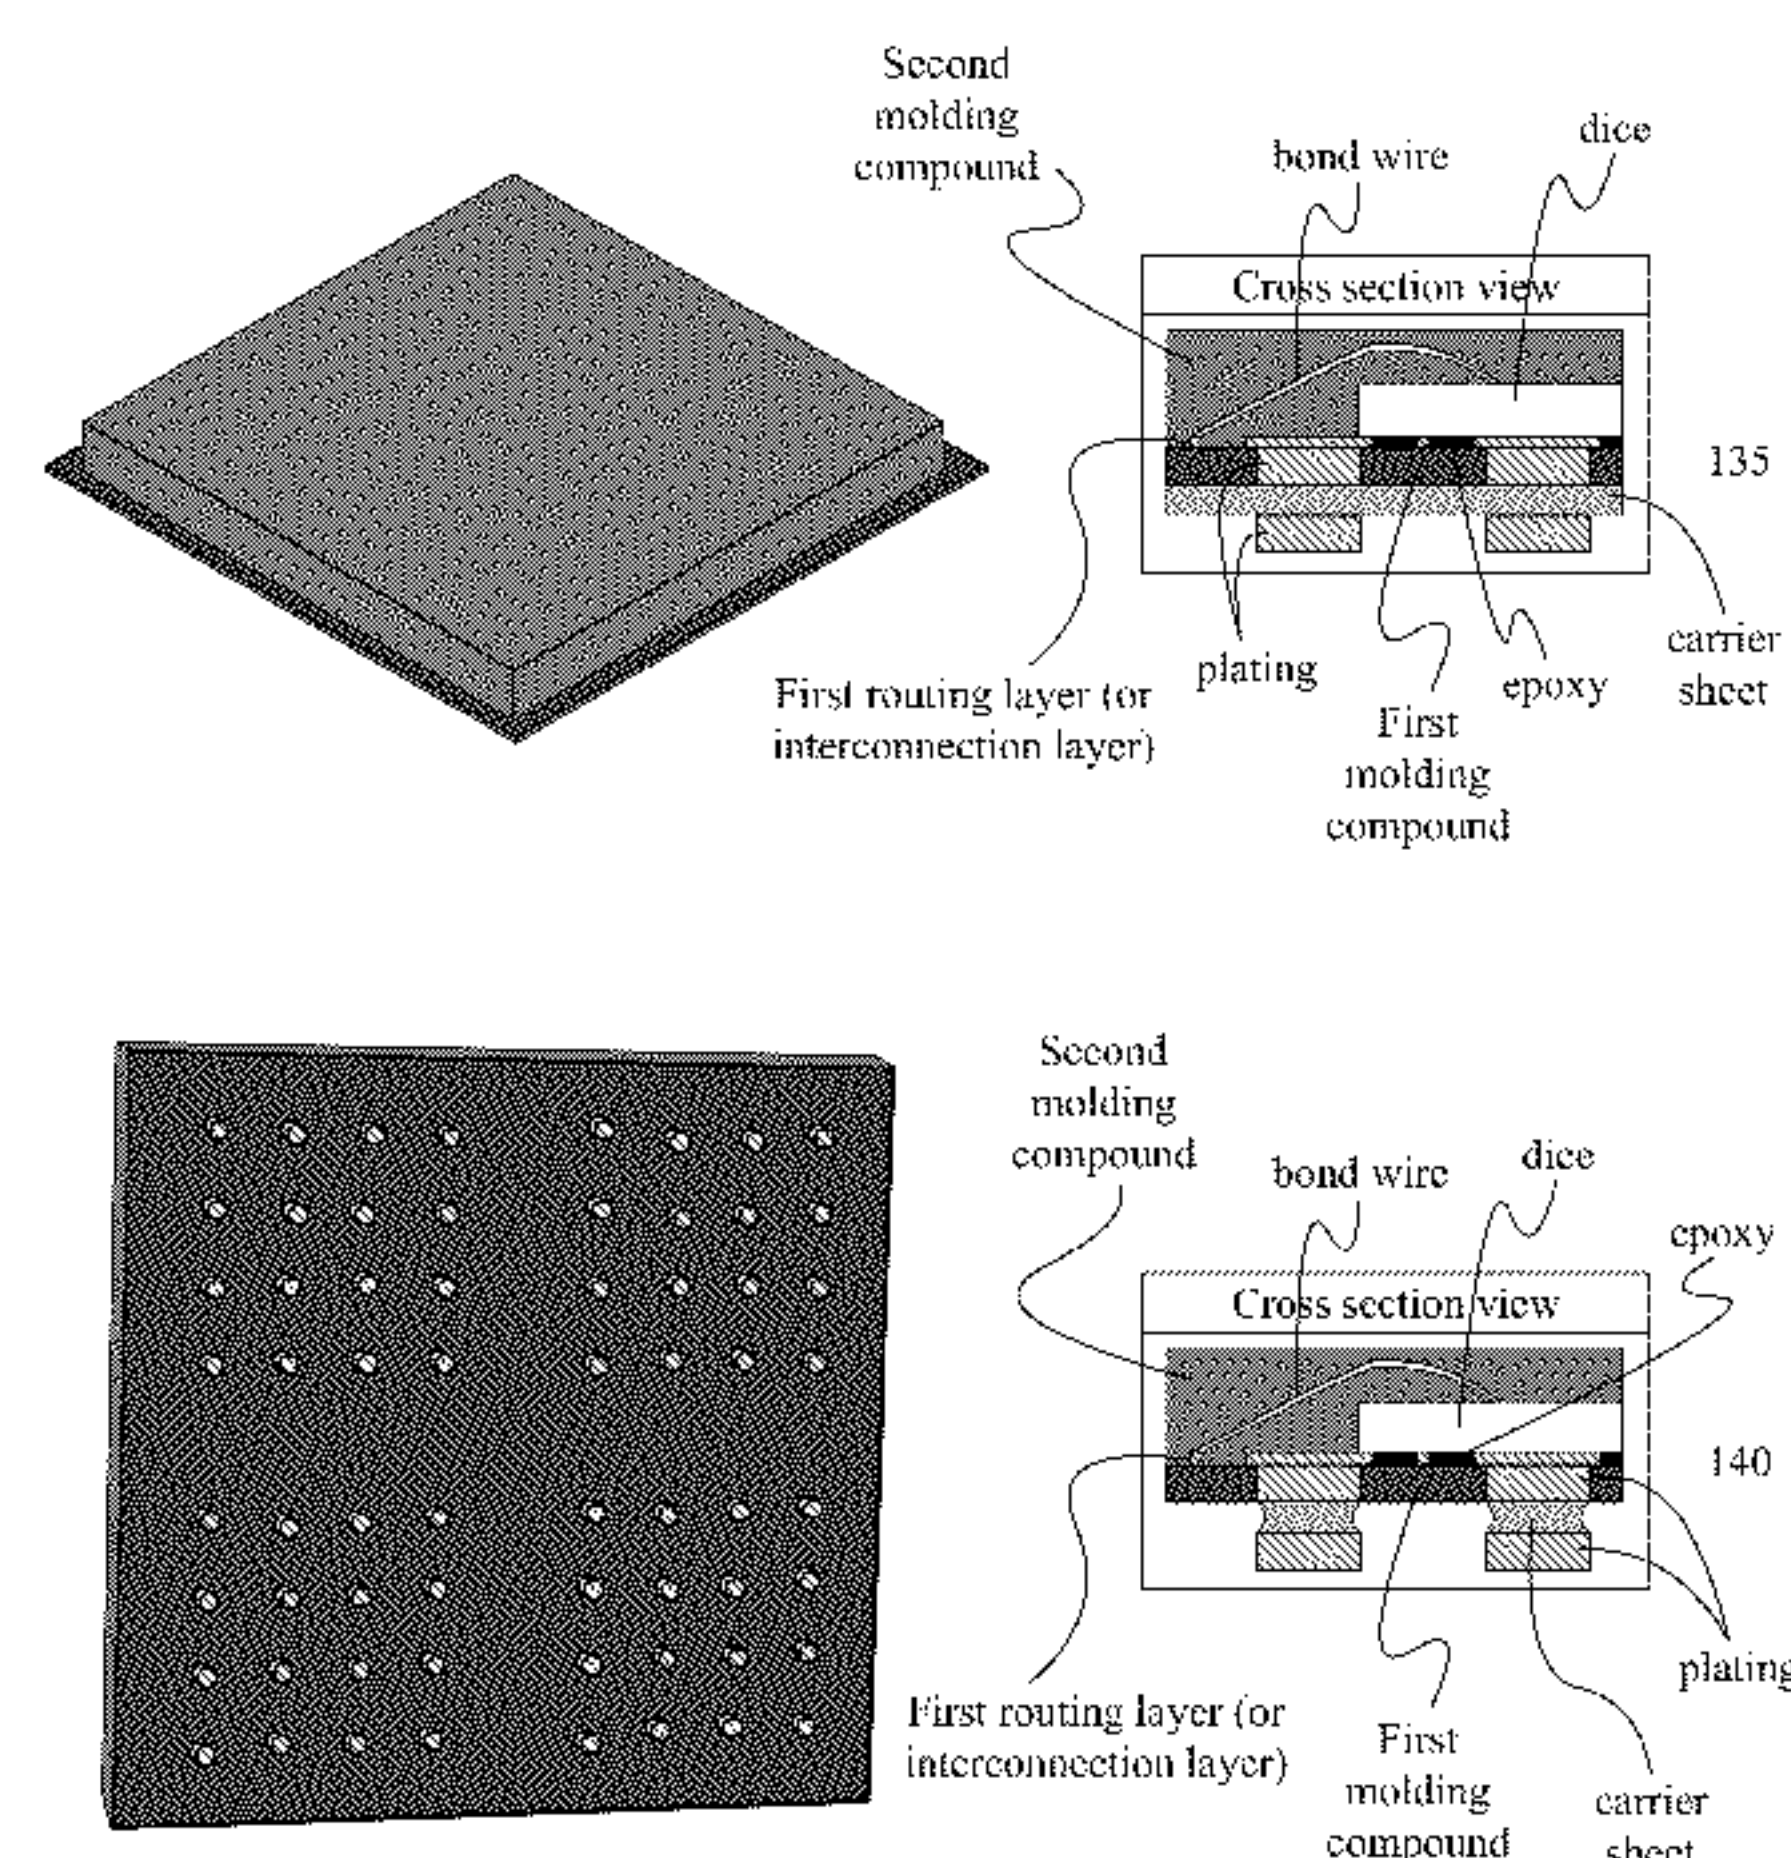 Second
molding
compound
bond wire
dice
Cross section view
135
plating
epoxy
carrier
sheet
First routing layer (or
interconnection layer)
First
molding
compound
Second
molding
compound
bond wire
dice
epoxy
Cross section view
140
plating
First routing layer (or
interconnection layer)
First
molding
compound
carrier
sheet